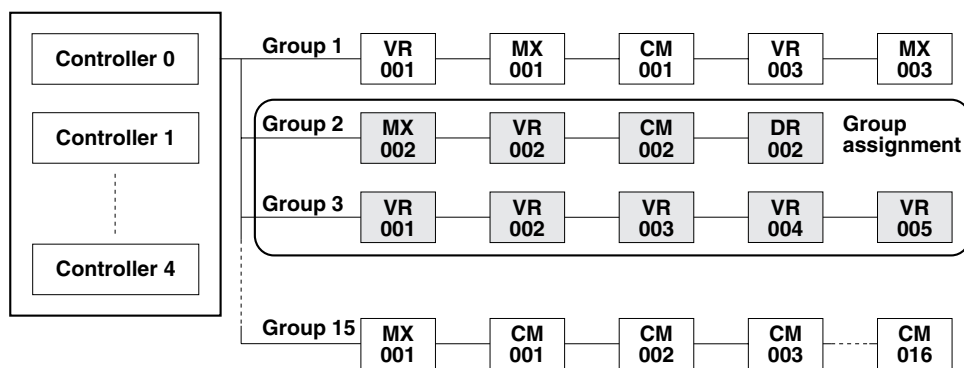 Controller 0
Controller 1
Controller 4
Group 1
VR
001
MX
001
CM
001
VR
003
MX
003
Group 2
MX
002
VR
002
CM
002
DR
002
Group
assignment
Group 3
VR
001
VR
002
VR
003
VR
004
VR
005
Group 15
MX
001
CM
001
CM
002
CM
003
CM
016